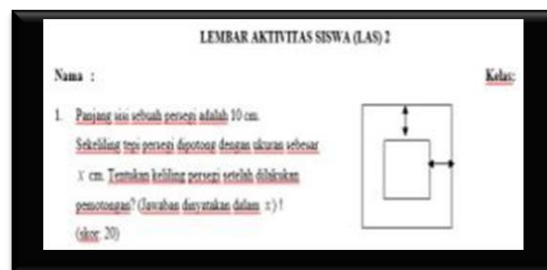 LEMBAR AKTIVITAS SISWA (LAS) 2
Nama :
Kelas:
1. Panjang sisi sebuah persegi adalah 10 cm.
Sekeliling tepi persegi dipotong dengan ukuran sebesar
x cm. Tentukan keliling persegi setelah dilakukan
pemotongan? (Jawaban dinyatakan dalam x) !
(skor: 20)